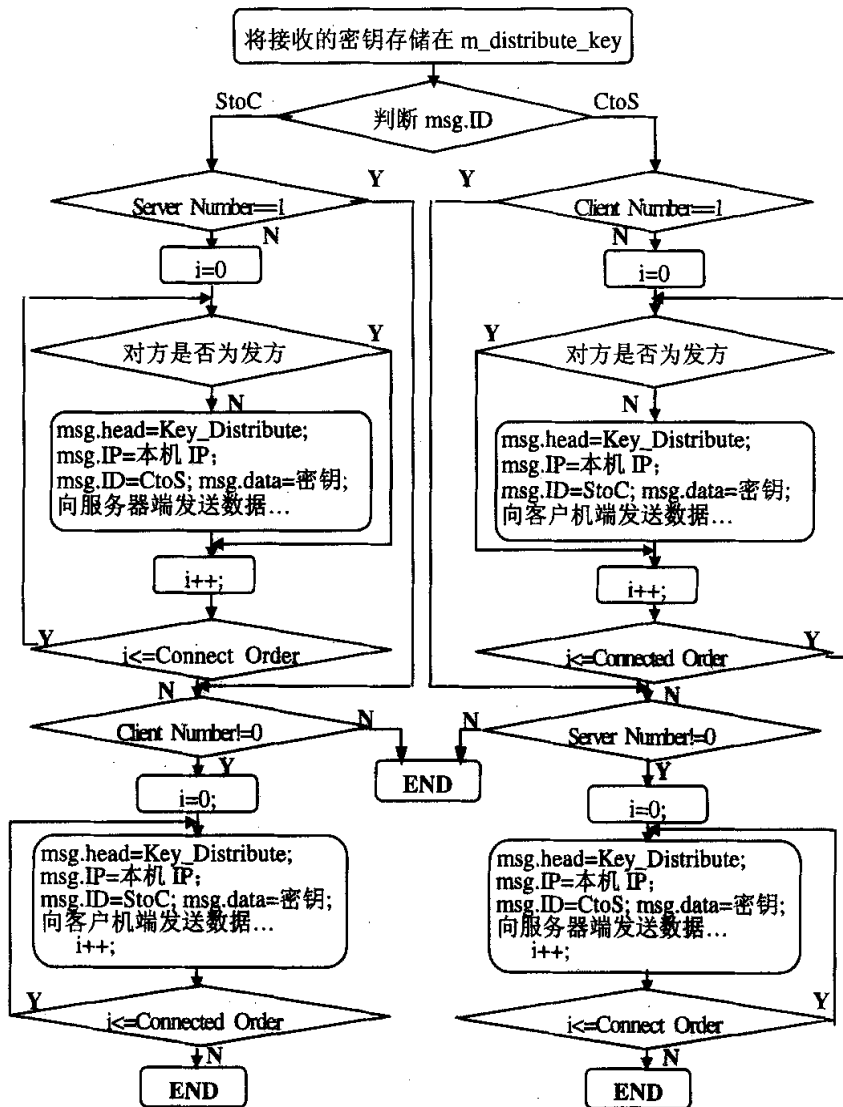 将接收的密钥存储在 m_distribute_key
StoC
CtoS
判断 msg.ID
Y
Y
Server Number==1
Client Number==1
N
N
i=0
i=0
Y
Y
对方是否为发方
对方是否为发方
N
N
msg.head=Key_Distribute;
msg.IP=本机 IP;
msg.ID=CtoS; msg.data=密钥;
向服务器端发送数据…
msg.head=Key_Distribute;
msg.IP=本机 IP;
msg.ID=StoC; msg.data=密钥;
向客户机端发送数据…
i++;
i++;
Y
Y
i<=Connect Order
i<=Connected Order
N
N
N
N
Client Number!=0
Server Number!=0
END
Y
Y
i=0;
i=0;
msg.head=Key_Distribute;
msg.IP=本机 IP;
msg.ID=StoC; msg.data=密钥;
向客户机端发送数据…
i++;
msg.head=Key_Distribute;
msg.IP=本机 IP;
msg.ID=CtoS; msg.data=密钥;
向服务器端发送数据…
i++;
Y
Y
i<=Connected Order
i<=Connect Order
N
N
END
END